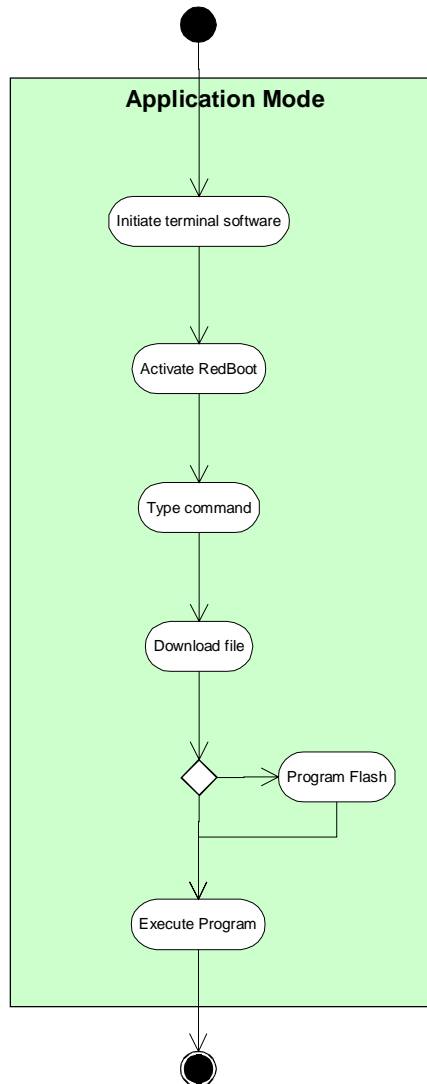 Application Mode
Initiate terminal software
Activate RedBoot
Type command
Download file
Program Flash
Execute Program